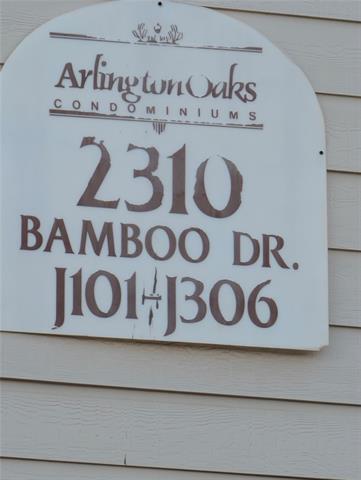 Arlington Oaks
CONDOMINIUMS
2310
BAMBOO DR.
J101-J306